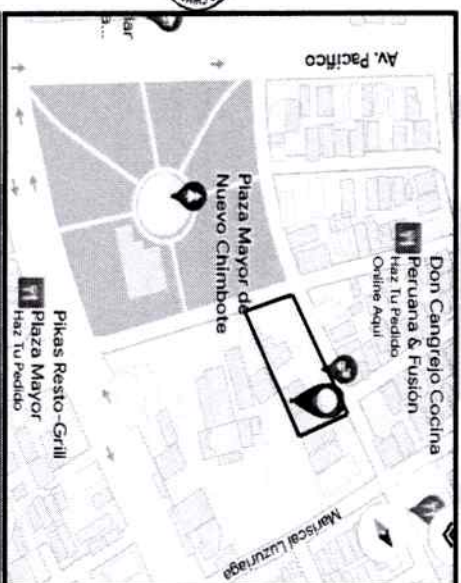 Av. Pacífico
Don Cangrejo Cocina
Peruana & Fusión
Haz Tu Pedido
Online Aquí
Plaza Mayor de
Nuevo Chimbote
Mariscal Luzuriaga
Pikas Resto-Grill
Plaza Mayor
Haz Tu Pedido